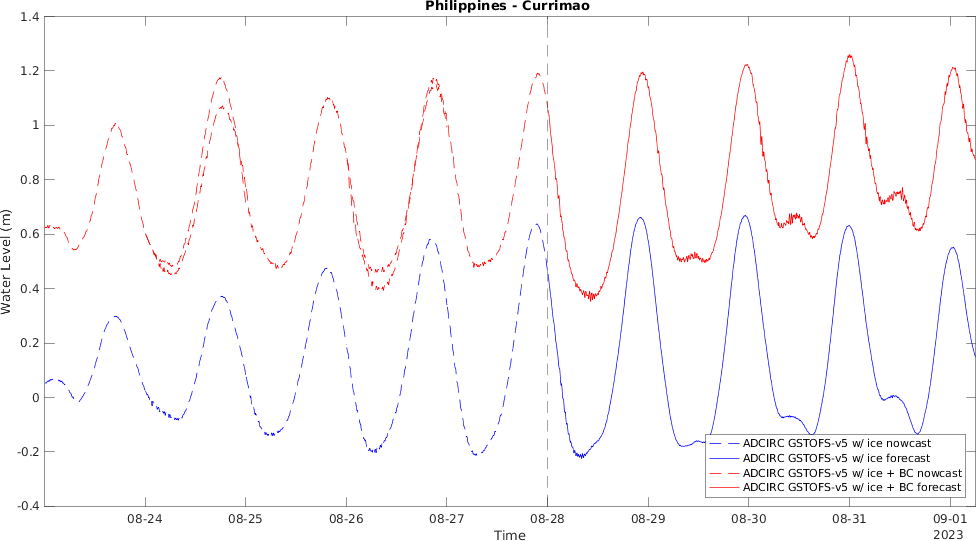 Philippines - Currimao
1.4
1.2
1
0.8
0.6
0.4
0.2
0
-0.2
-0.4
Water Level (m)
ADCIRC GSTOFS-v5 w/ ice nowcast
ADCIRC GSTOFS-v5 w/ ice forecast
ADCIRC GSTOFS-v5 w/ ice + BC nowcast
ADCIRC GSTOFS-v5 w/ ice + BC forecast
08-24 08-25 08-26 08-27 08-28 08-29 08-30 08-31 09-01
2023
Time